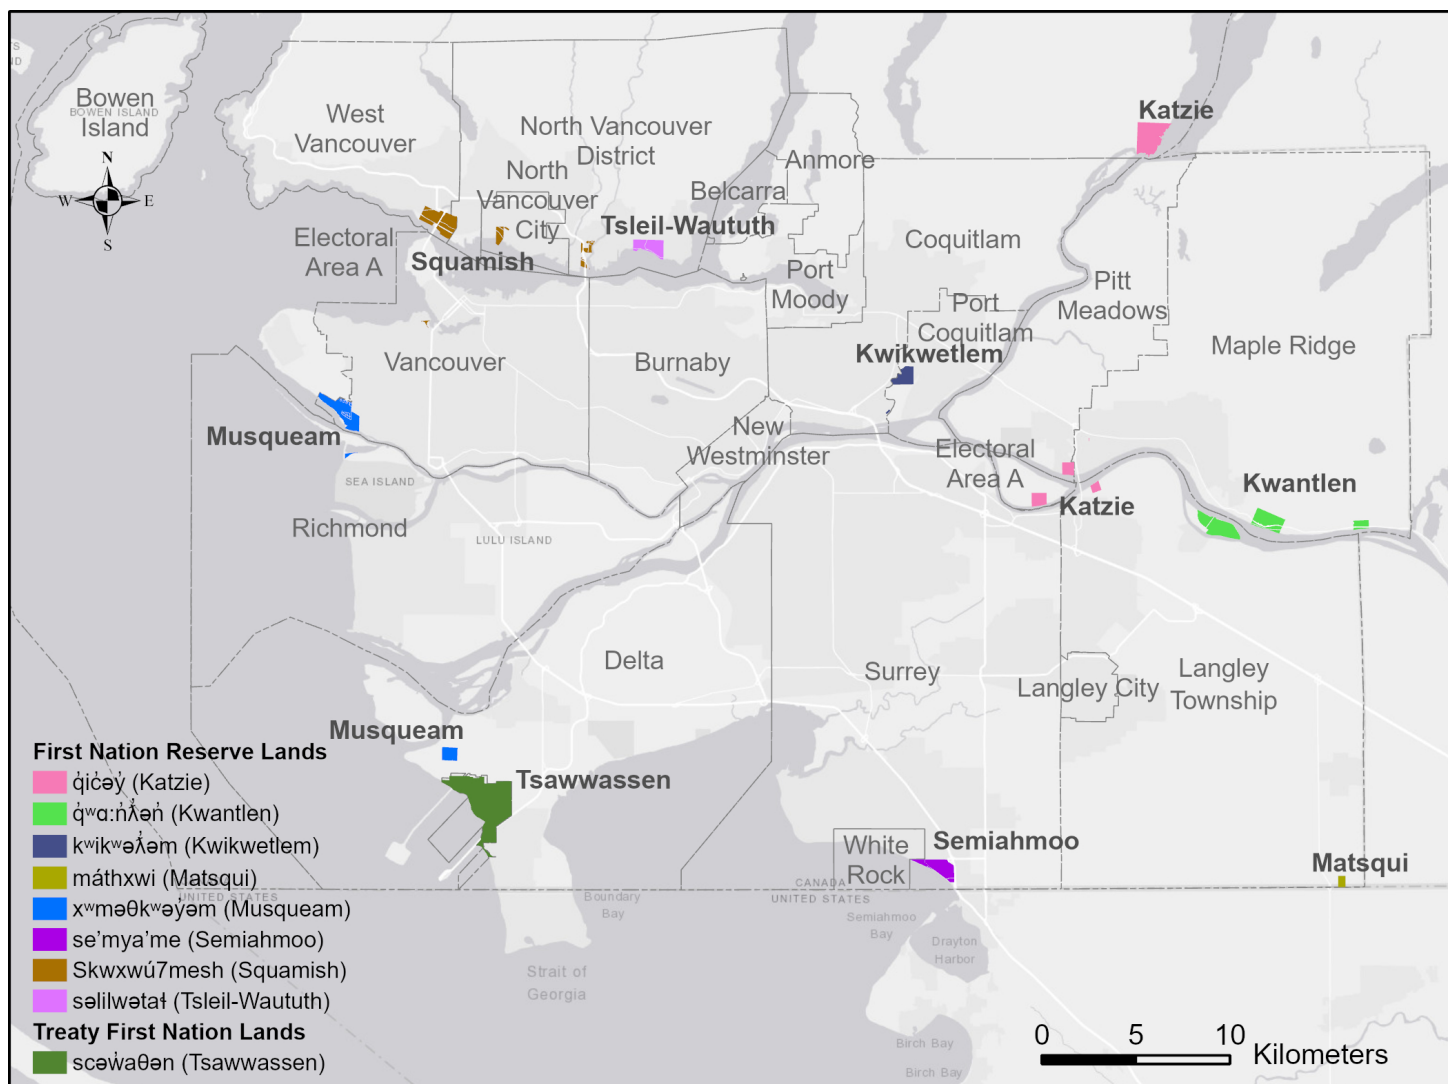 Bowen
Island
BOWEN ISLAND
N
W
E
S
West
Vancouver
North Vancouver
District
North
Vancouver
City
Anmore
Belcarra
Katzie
Tsleil-Waututh
Electoral
Area A
Squamish
Coquitlam
Port
Moody
Port
Coquitlam
Pitt
Meadows
Maple Ridge
Vancouver
Burnaby
Kwikwetlem
Musqueam
New
Westminster
Electoral
Area A
SEA ISLAND
Richmond
LULU ISLAND
Katzie
Kwantlen
Delta
Surrey
Langley City
Langley
Township
Musqueam
Tsawwassen
White
Rock
Semiahmoo
Matsqui
CANADA
UNITED STATES
UNITED STATES
Boundary
Bay
Semiahmoo
Bay
Drayton
Harbor
Strait of
Georgia
Birch Bay
Birch Bay
First Nation Reserve Lands
q̓ic̓əy̓ (Katzie)
q̓ʷɑ:n̓ƛ̓ən̓ (Kwantlen)
kʷikʷəƛ̓əm (Kwikwetlem)
máthxwi (Matsqui)
xʷməθkʷəy̓əm (Musqueam)
se’mya’me (Semiahmoo)
Skwxwú7mesh (Squamish)
səlilwətaɬ (Tsleil-Waututh)
Treaty First Nation Lands
scəw̓aθən (Tsawwassen)
0 5 10
Kilometers